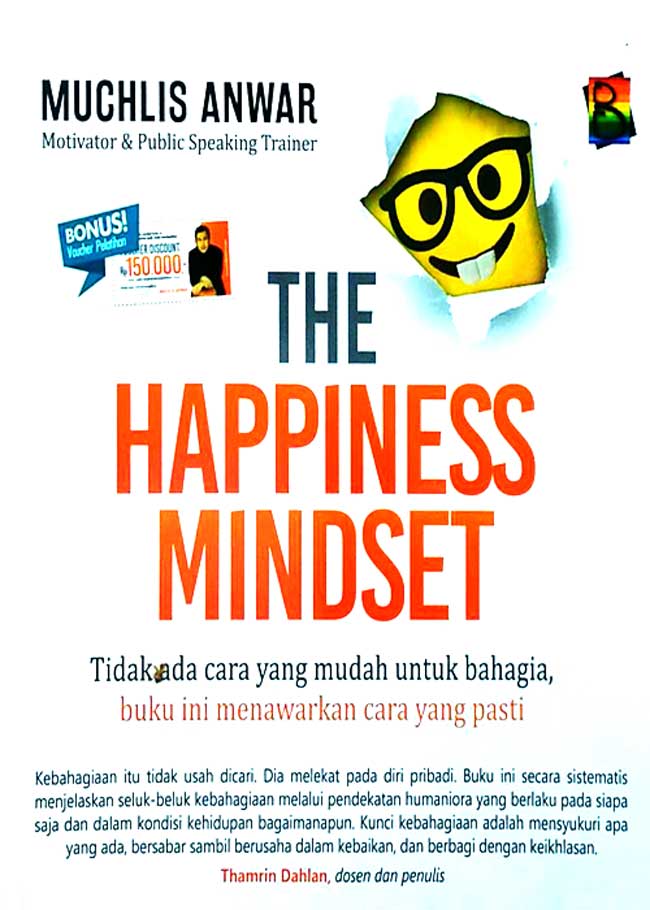 MUCHLIS ANWAR
Motivator & Public Speaking Trainer
B
BONUS!
Voucher Pelatihan
DISCOUNT
Rp150.000,-
THE
HAPPINESS
MINDSET
Tidak ada cara yang mudah untuk bahagia,
buku ini menawarkan cara yang pasti
Kebahagiaan itu tidak usah dicari. Dia melekat pada diri pribadi. Buku ini secara sistematis
menjelaskan seluk-beluk kebahagiaan melalui pendekatan humaniora yang berlaku pada siapa
saja dan dalam kondisi kehidupan bagaimanapun. Kunci kebahagiaan adalah mensyukuri apa
yang ada, bersabar sambil berusaha dalam kebaikan, dan berbagi dengan keikhlasan.
Thamrin Dahlan, dosen dan penulis